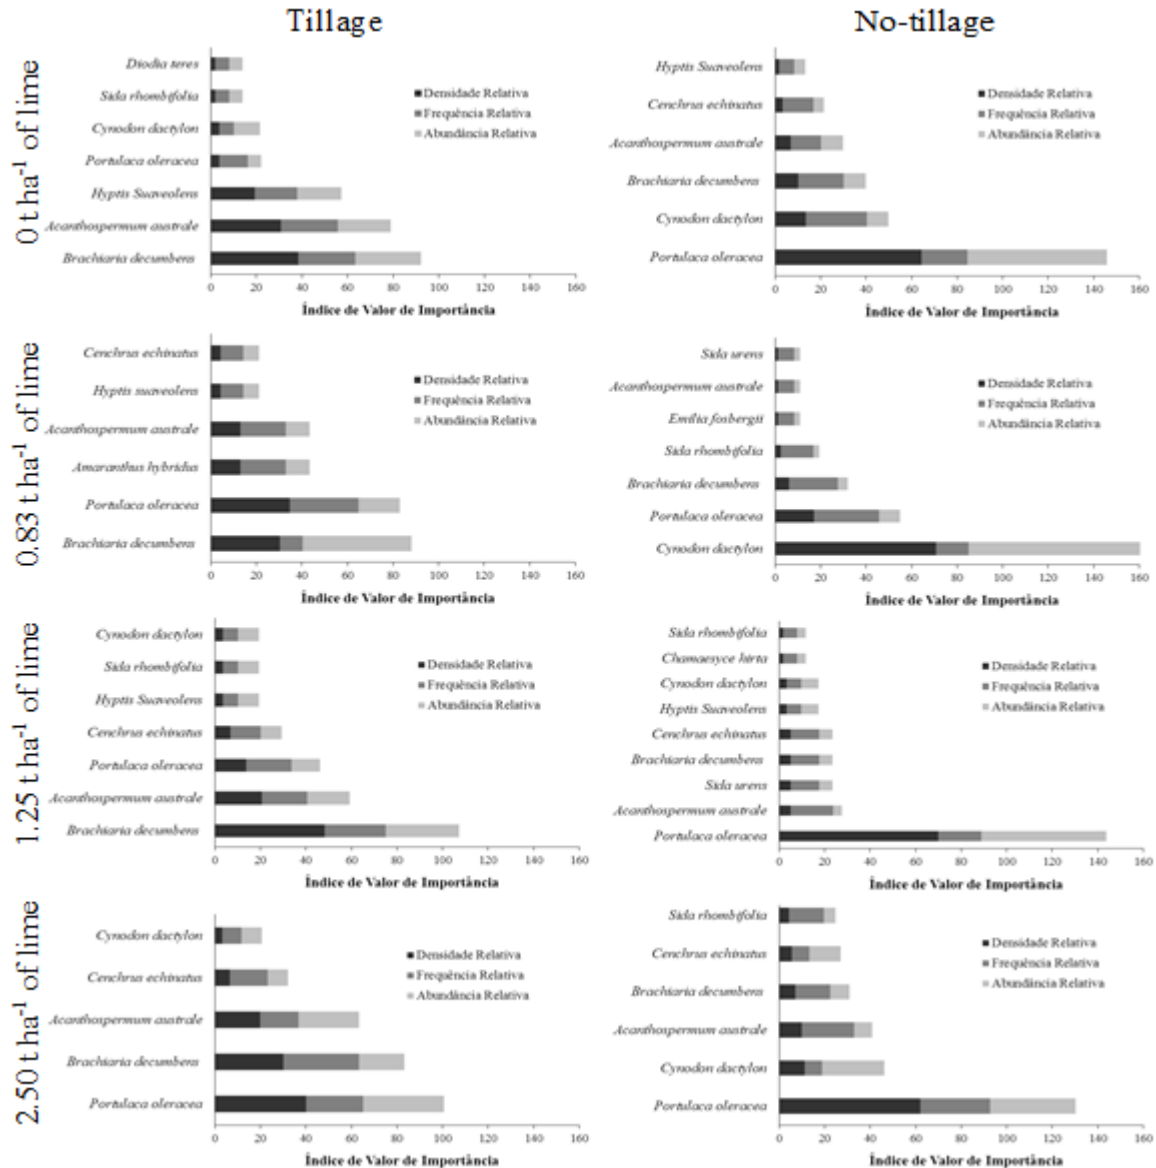 Tillage
No-tillage
0 t ha⁻¹ of lime
Diodia teres
Sida rhombifolia
Cynodon dactylon
Portulaca oleracea
Hyptis Suaveolens
Acanthospermum australe
Brachiaria decumbens
Densidade Relativa
Frequência Relativa
Abundância Relativa
0 20 40 60 80 100 120 140 160
Índice de Valor de Importância
Hyptis Suaveolens
Cenchrus echinatus
Acanthospermum australe
Brachiaria decumbens
Cynodon dactylon
Portulaca oleracea
Densidade Relativa
Frequência Relativa
Abundância Relativa
0 20 40 60 80 100 120 140 160
Índice de Valor de Importância
0.83 t ha⁻¹ of lime
Cenchrus echinatus
Hyptis suaveolens
Acanthospermum australe
Amaranthus hybridus
Portulaca oleracea
Brachiaria decumbens
Densidade Relativa
Frequência Relativa
Abundância Relativa
0 20 40 60 80 100 120 140 160
Índice de Valor de Importância
Sida urens
Acanthospermum australe
Emilia fosbergii
Sida rhombifolia
Brachiaria decumbens
Portulaca oleracea
Cynodon dactylon
Densidade Relativa
Frequência Relativa
Abundância Relativa
0 20 40 60 80 100 120 140 160
Índice de Valor de Importância
1.25 t ha⁻¹ of lime
Cynodon dactylon
Sida rhombifolia
Hyptis Suaveolens
Cenchrus echinatus
Portulaca oleracea
Acanthospermum australe
Brachiaria decumbens
Densidade Relativa
Frequência Relativa
Abundância Relativa
0 20 40 60 80 100 120 140 160
Índice de Valor de Importância
Sida rhombifolia
Chamaesyce hirta
Cynodon dactylon
Hyptis Suaveolens
Cenchrus echinatus
Brachiaria decumbens
Sida urens
Acanthospermum australe
Portulaca oleracea
Densidade Relativa
Frequência Relativa
Abundância Relativa
0 20 40 60 80 100 120 140 160
Índice de Valor de Importância
2.50 t ha⁻¹ of lime
Cynodon dactylon
Cenchrus echinatus
Acanthospermum australe
Brachiaria decumbens
Portulaca oleracea
Densidade Relativa
Frequência Relativa
Abundância Relativa
0 20 40 60 80 100 120 140 160
Índice de Valor de Importância
Sida rhombifolia
Cenchrus echinatus
Brachiaria decumbens
Acanthospermum australe
Cynodon dactylon
Portulaca oleracea
Densidade Relativa
Frequência Relativa
Abundância Relativa
0 20 40 60 80 100 120 140 160
Índice de Valor de Importância